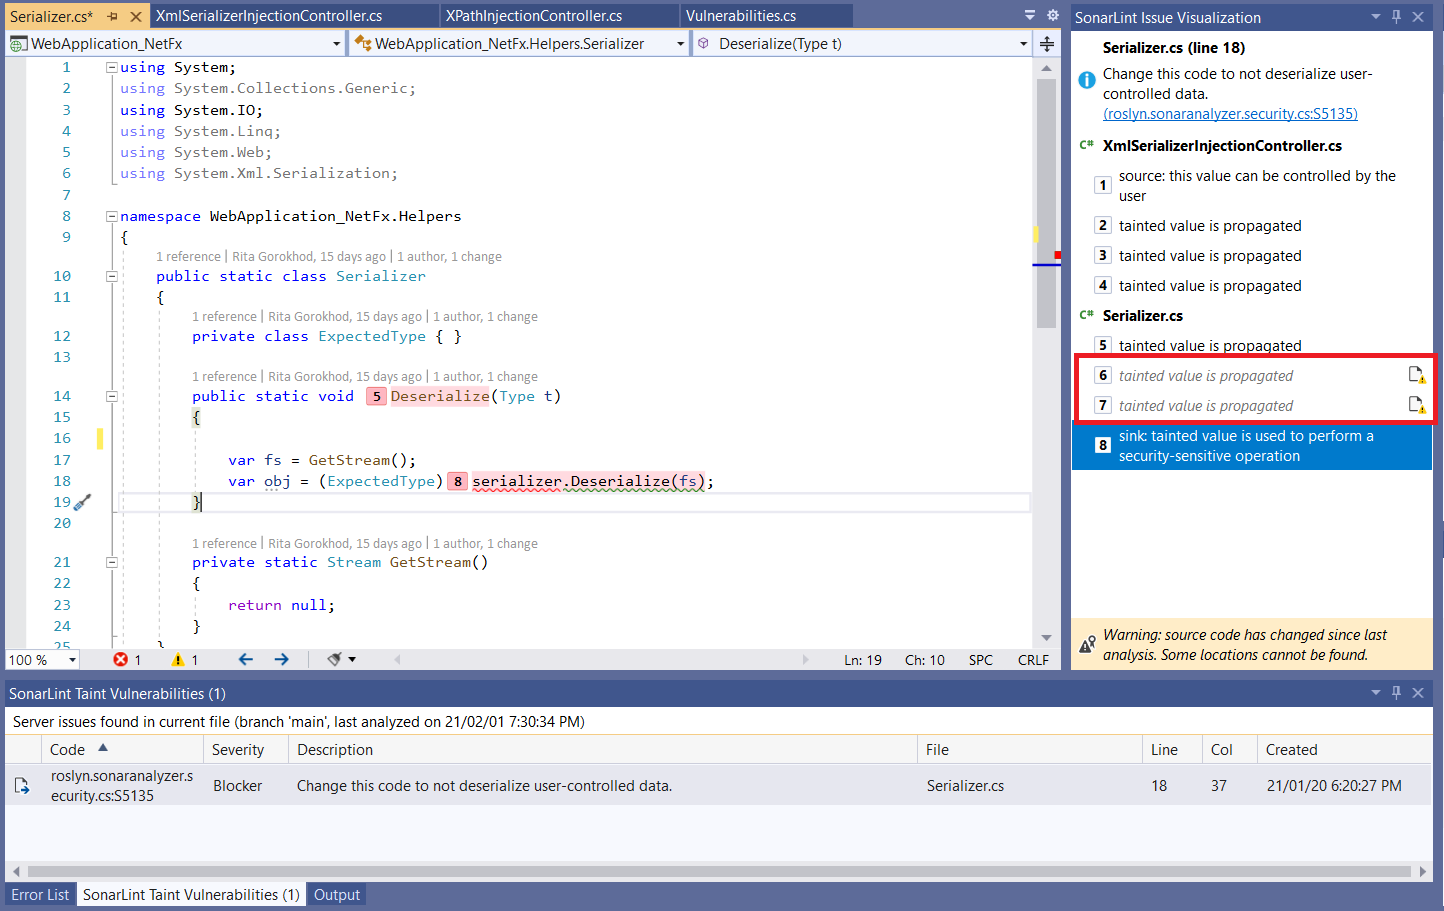 Serializer.cs*
XmlSerializerInjectionController.cs
XPathInjectionController.cs
Vulnerabilities.cs
WebApplication_NetFx
WebApplication_NetFx.Helpers.Serializer
Deserialize(Type t)
1 using System;
2 using System.Collections.Generic;
3 using System.IO;
4 using System.Linq;
5 using System.Web;
6 using System.Xml.Serialization;
7
8 namespace WebApplication_NetFx.Helpers
9 {
1 reference | Rita Gorokhod, 15 days ago | 1 author, 1 change
10 public static class Serializer
11 {
1 reference | Rita Gorokhod, 15 days ago | 1 author, 1 change
12 private class ExpectedType { }
13
1 reference | Rita Gorokhod, 15 days ago | 1 author, 1 change
14 public static void 5 Deserialize(Type t)
15 {
16
17 var fs = GetStream();
18 var obj = (ExpectedType) 8 serializer.Deserialize(fs);
19 }
20
1 reference | Rita Gorokhod, 15 days ago | 1 author, 1 change
21 private static Stream GetStream()
22 {
23 return null;
24 }
25 }
100 % 1 1 Ln: 19 Ch: 10 SPC CRLF
SonarLint Issue Visualization
Serializer.cs (line 18)
Change this code to not deserialize user-
controlled data.
(roslyn.sonaranalyzer.security.cs:S5135)
C# XmlSerializerInjectionController.cs
1 source: this value can be controlled by the
user
2 tainted value is propagated
3 tainted value is propagated
4 tainted value is propagated
C# Serializer.cs
5 tainted value is propagated
6 tainted value is propagated
7 tainted value is propagated
8 sink: tainted value is used to perform a
security-sensitive operation
Warning: source code has changed since last
analysis. Some locations cannot be found.
SonarLint Taint Vulnerabilities (1)
Server issues found in current file (branch 'main', last analyzed on 21/02/01 7:30:34 PM)
Code Severity Description File Line Col Created
roslyn.sonaranalyzer.s
ecurity.cs:S5135
Blocker Change this code to not deserialize user-controlled data. Serializer.cs 18 37 21/01/20 6:20:27 PM
Error List SonarLint Taint Vulnerabilities (1) Output